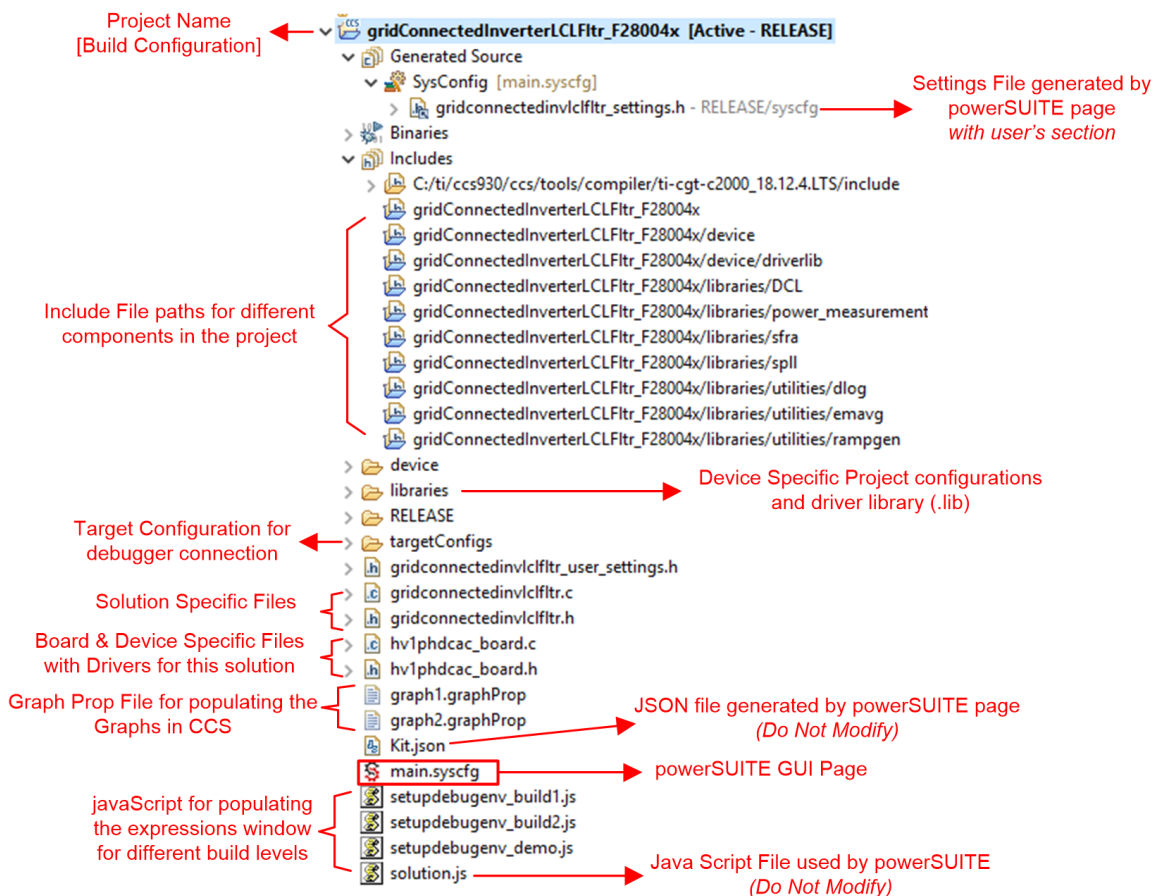 Project Name
[Build Configuration]
gridConnectedInverterLCLFltr_F28004x [Active - RELEASE]
Generated Source
SysConfig [main.syscfg]
gridconnectedinvlclfltr_settings.h - RELEASE/syscfg
Settings File generated by
powerSUITE page
with user's section
Binaries
Includes
C:/ti/ccs930/ccs/tools/compiler/ti-cgt-c2000_18.12.4.LTS/include
gridConnectedInverterLCLFltr_F28004x
gridConnectedInverterLCLFltr_F28004x/device
gridConnectedInverterLCLFltr_F28004x/device/driverlib
gridConnectedInverterLCLFltr_F28004x/libraries/DCL
gridConnectedInverterLCLFltr_F28004x/libraries/power_measurement
gridConnectedInverterLCLFltr_F28004x/libraries/sfra
gridConnectedInverterLCLFltr_F28004x/libraries/spll
gridConnectedInverterLCLFltr_F28004x/libraries/utilities/dlog
gridConnectedInverterLCLFltr_F28004x/libraries/utilities/emavg
gridConnectedInverterLCLFltr_F28004x/libraries/utilities/rampgen
Include File paths for different
components in the project
device
libraries
Device Specific Project configurations
and driver library (.lib)
RELEASE
Target Configuration for
debugger connection
targetConfigs
gridconnectedinvlclfltr_user_settings.h
Solution Specific Files
gridconnectedinvlclfltr.c
gridconnectedinvlclfltr.h
Board & Device Specific Files
with Drivers for this solution
hv1phdcac_board.c
hv1phdcac_board.h
Graph Prop File for populating the
Graphs in CCS
graph1.graphProp
graph2.graphProp
Kit.json
JSON file generated by powerSUITE page
(Do Not Modify)
main.syscfg
powerSUITE GUI Page
javaScript for populating
the expressions window
for different build levels
setupdebugenv_build1.js
setupdebugenv_build2.js
setupdebugenv_demo.js
solution.js
Java Script File used by powerSUITE
(Do Not Modify)